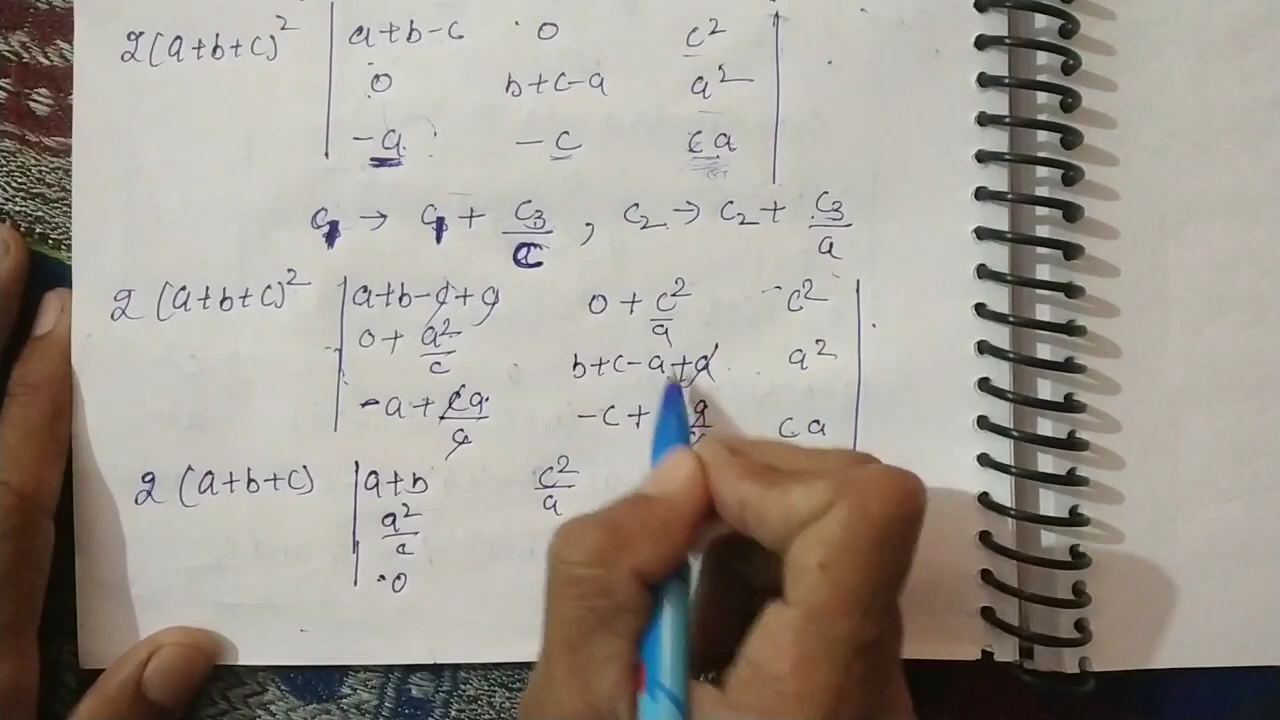 2(a+b+c)² | a+b-c 0 c² |
0 b+c-a a²
-a -c ca
C₁ → C₁ + C₃/c , C₂ → C₂ + C₃/a
2 (a+b+c)² | a+b-c+c 0 + c²/a c² |
0 + a²/c b+c-a+a a²
-a + ca/c -c + ca
2 (a+b+c) | a+b c²/a
a²/c
0